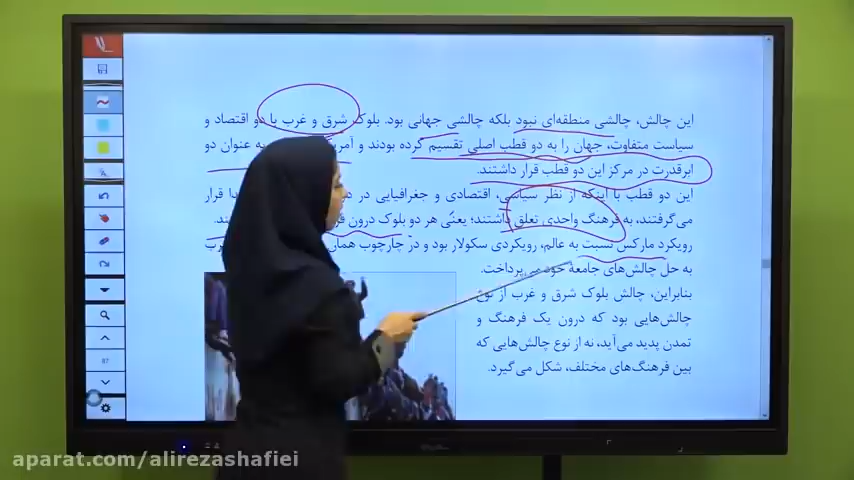 این چالش، چالشی منطقه‌ای نبود بلکه چالشی جهانی بود. بلوک شرق و غرب با دو اقتصاد و
سیاست متفاوت، جهان را به دو قطب اصلی تقسیم کرده بودند و به عنوان دو
ابرقدرت در مرکز این دو قطب قرار داشتند.
این دو قطب با اینکه از نظر سیاسی، اقتصادی و جغرافیایی در قرار
می‌گرفتند، به فرهنگ واحدی تعلق داشتند؛ یعنی هر دو بلوک درون
رویکرد مارکس نسبت به عالم، رویکردی سکولار بود و در چارچوب
به حل چالش‌های جامعهٔ خود می‌پرداخت.
بنابراین، چالش بلوک شرق و غرب از نوع
چالش‌هایی بود که درون یک فرهنگ و
تمدن پدید می‌آید، نه از نوع چالش‌هایی که
بین فرهنگ‌های مختلف، شکل می‌گیرد.
87
aparat.com/alirezashafiei